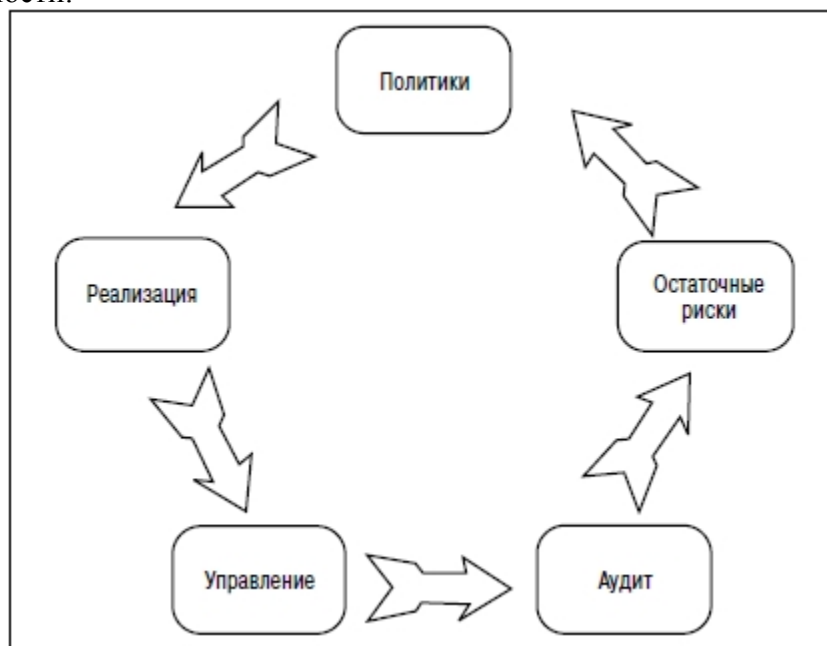 Политики
Реализация
Остаточные
риски
Управление
Аудит